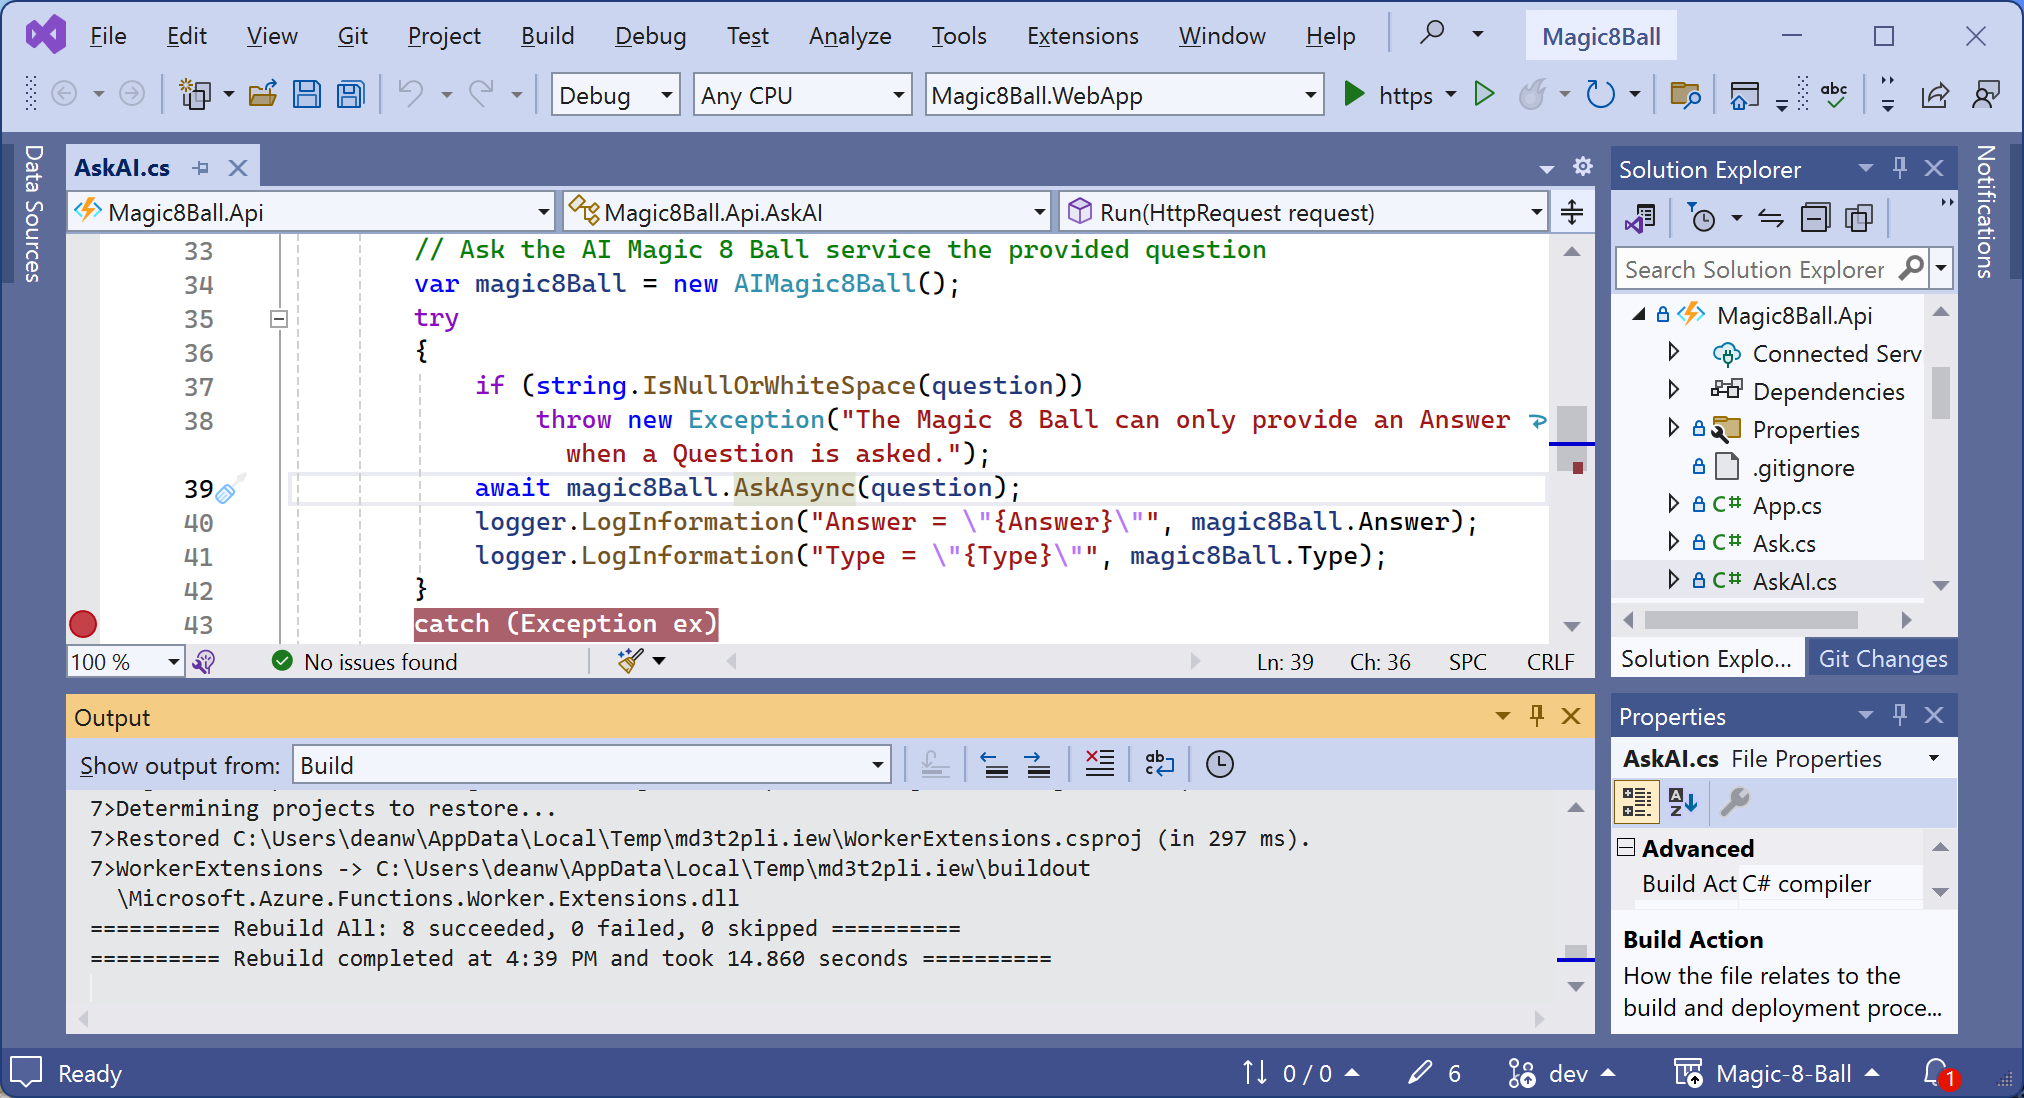 File Edit View Git Project Build Debug Test Analyze Tools Extensions Window Help Magic8Ball
Debug Any CPU Magic8Ball.WebApp https abc
Data Sources
AskAI.cs
Magic8Ball.Api Magic8Ball.Api.AskAI Run(HttpRequest request)
33 // Ask the AI Magic 8 Ball service the provided question
34 var magic8Ball = new AIMagic8Ball();
35 try
36 {
37 if (string.IsNullOrWhiteSpace(question))
38 throw new Exception("The Magic 8 Ball can only provide an Answer
when a Question is asked.");
39 await magic8Ball.AskAsync(question);
40 logger.LogInformation("Answer = \"{Answer}\"", magic8Ball.Answer);
41 logger.LogInformation("Type = \"{Type}\"", magic8Ball.Type);
42 }
43 catch (Exception ex)
100 % No issues found Ln: 39 Ch: 36 SPC CRLF
Output
Show output from: Build
7>Determining projects to restore...
7>Restored C:\Users\deanw\AppData\Local\Temp\md3t2pli.iew\WorkerExtensions.csproj (in 297 ms).
7>WorkerExtensions -> C:\Users\deanw\AppData\Local\Temp\md3t2pli.iew\buildout
\Microsoft.Azure.Functions.Worker.Extensions.dll
========== Rebuild All: 8 succeeded, 0 failed, 0 skipped ==========
========== Rebuild completed at 4:39 PM and took 14.860 seconds ==========
Solution Explorer
Search Solution Explorer
Magic8Ball.Api
Connected Serv
Dependencies
Properties
.gitignore
C# App.cs
C# Ask.cs
C# AskAI.cs
Solution Explo... Git Changes
Properties
AskAI.cs File Properties
Advanced
Build Act C# compiler
Build Action
How the file relates to the
build and deployment proce...
Notifications
Ready 0 / 0 6 dev Magic-8-Ball 1